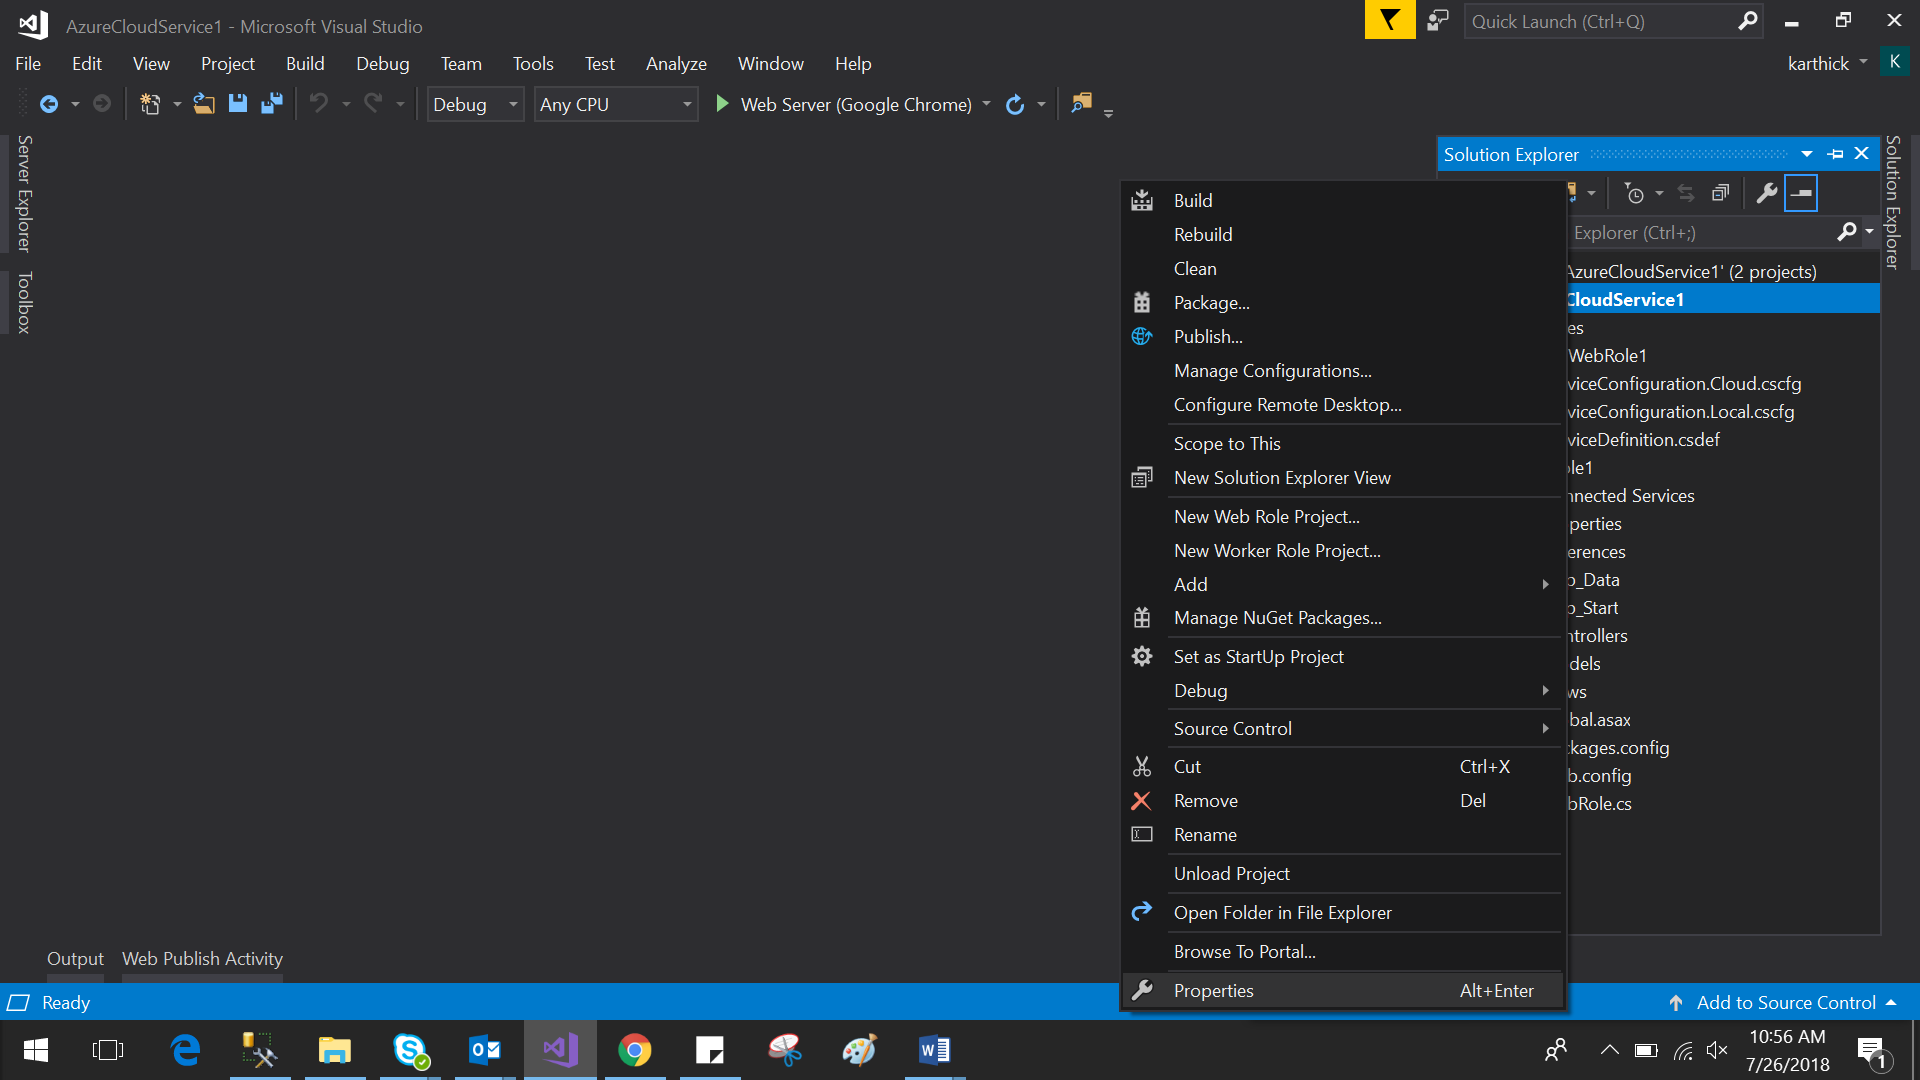 AzureCloudService1 - Microsoft Visual Studio
Quick Launch (Ctrl+Q)
File Edit View Project Build Debug Team Tools Test Analyze Window Help
karthick K
Debug Any CPU Web Server (Google Chrome)
Server Explorer
Toolbox
Solution Explorer
Solution Explorer
Explorer (Ctrl+;)
AzureCloudService1' (2 projects)
CloudService1
es
WebRole1
viceConfiguration.Cloud.cscfg
viceConfiguration.Local.cscfg
viceDefinition.csdef
le1
nnected Services
perties
erences
p_Data
p_Start
ntrollers
dels
ws
bal.asax
ckages.config
b.config
bRole.cs
Build
Rebuild
Clean
Package...
Publish...
Manage Configurations...
Configure Remote Desktop...
Scope to This
New Solution Explorer View
New Web Role Project...
New Worker Role Project...
Add
Manage NuGet Packages...
Set as StartUp Project
Debug
Source Control
Cut Ctrl+X
Remove Del
Rename
Unload Project
Open Folder in File Explorer
Browse To Portal...
Properties Alt+Enter
Output Web Publish Activity
Ready
Add to Source Control
10:56 AM
7/26/2018
1